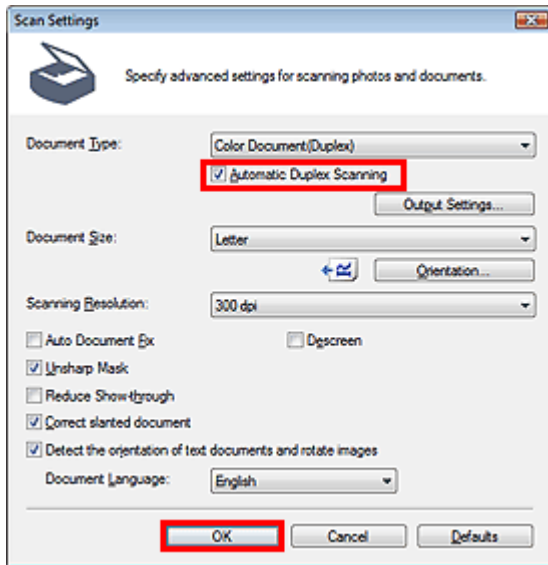 Scan Settings
Specify advanced settings for scanning photos and documents.
Document Type: Color Document(Duplex)
Automatic Duplex Scanning
Output Settings...
Document Size: Letter
Orientation...
Scanning Resolution: 300 dpi
Auto Document Fix Descreen
Unsharp Mask
Reduce Show-through
Correct slanted document
Detect the orientation of text documents and rotate images
Document Language: English
OK Cancel Defaults